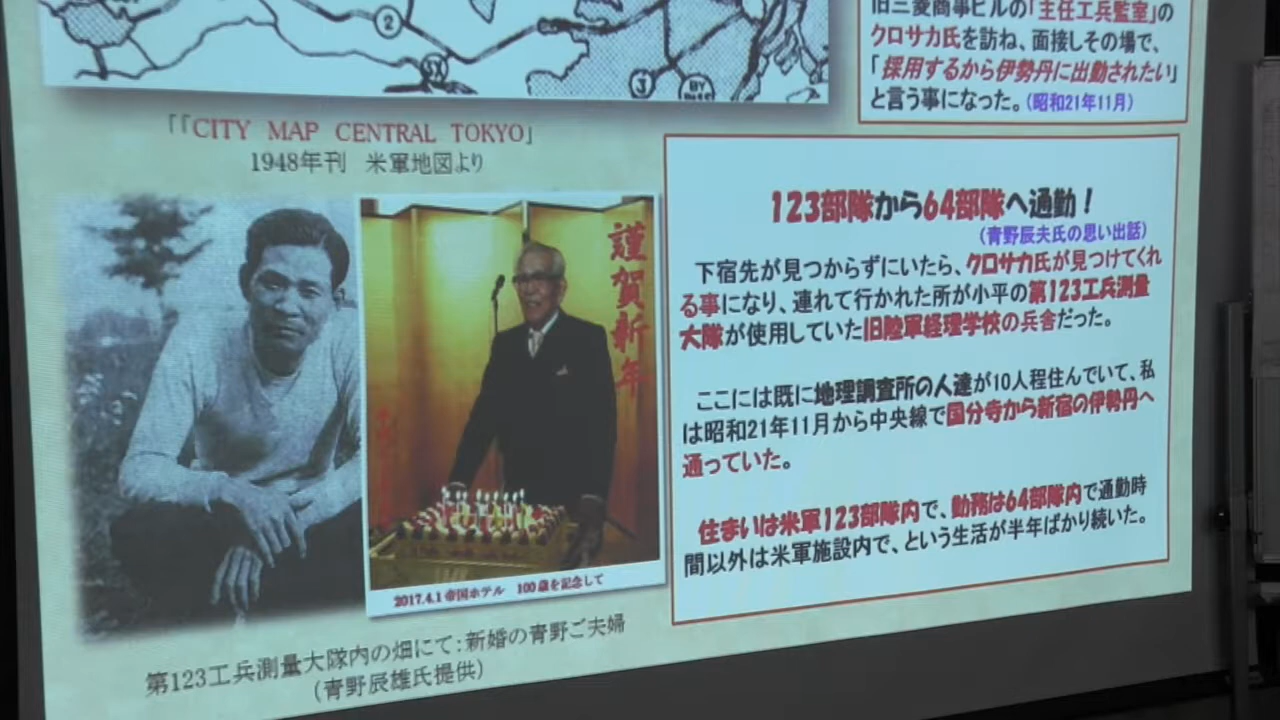 旧三菱商事ビルの「主任工兵監室」の
クロサカ氏を訪ね、面接しその場で、
「採用するから伊勢丹に出勤されたい」
と言う事になった。(昭和21年11月)
2
J
「「CITY MAP CENTRAL TOKYO」
1948年刊 米軍地図より
謹賀新年
2017.4.1 帝国ホテル 100歳を記念して
第123工兵測量大隊内の畑にて:新婚の青野ご夫婦
(青野辰雄氏提供)
123部隊から64部隊へ通勤!
(青野辰夫氏の思い出話)
下宿先が見つからずにいたら、クロサカ氏が見つけてくれ
る事になり、連れて行かれた所が小平の第123工兵測量
大隊が使用していた旧陸軍経理学校の兵舎だった。
ここには既に地理調査所の人達が10人程住んでいて、私
は昭和21年11月から中央線で国分寺から新宿の伊勢丹へ
通っていた。
住まいは米軍123部隊内で、勤務は64部隊内で通勤時
間以外は米軍施設内で、という生活が半年ばかり続いた。